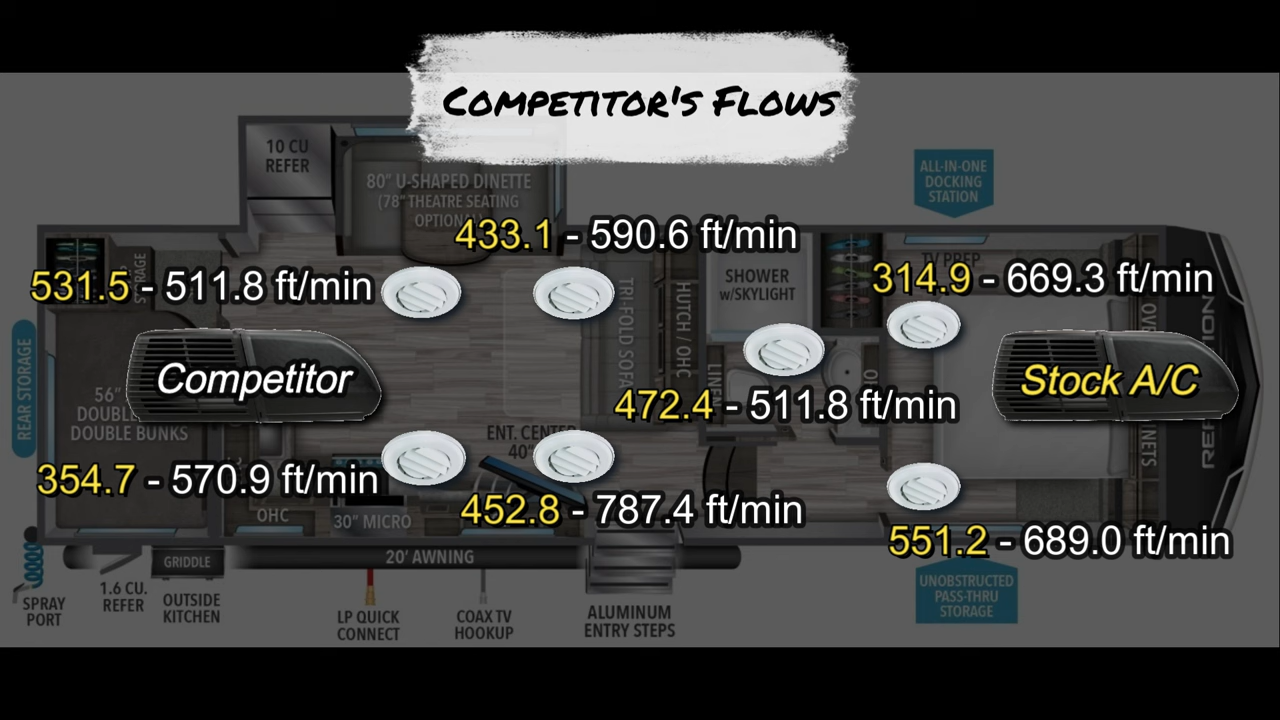 COMPETITOR'S FLOWS
10 CU
REFER
80" U-SHAPED DINETTE
(78" THEATRE SEATING
OPTIONAL)
ALL-IN-ONE
DOCKING
STATION
433.1 - 590.6 ft/min
531.5 - 511.8 ft/min
STORAGE
SHOWER
w/SKYLIGHT
TV PREP
314.9 - 669.3 ft/min
TRI-FOLD SOFA
HUTCH / OHC
REAR STORAGE
Competitor
Stock A/C
56"
DOUBLE
DOUBLE BUNKS
LINEN
472.4 - 511.8 ft/min
ENT. CENTER
40"
354.7 - 570.9 ft/min
452.8 - 787.4 ft/min
OHC
30" MICRO
551.2 - 689.0 ft/min
20' AWNING
GRIDDLE
1.6 CU.
REFER
SPRAY
PORT
OUTSIDE
KITCHEN
LP QUICK
CONNECT
COAX TV
HOOKUP
ALUMINUM
ENTRY STEPS
UNOBSTRUCTED
PASS-THRU
STORAGE